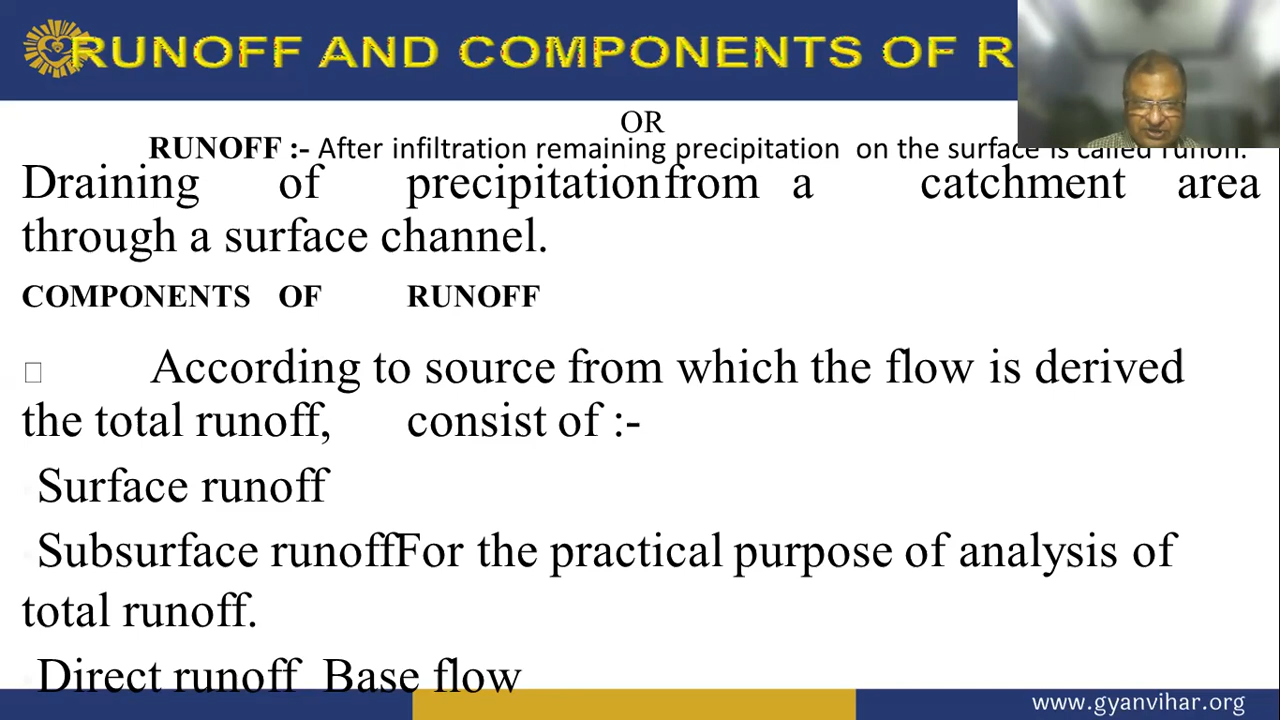 RUNOFF AND COMPONENTS OF R
OR
RUNOFF :- After infiltration remaining precipitation on the surface is called runoff.
Draining of precipitationfrom a catchment area
through a surface channel.
COMPONENTS OF RUNOFF
According to source from which the flow is derived
the total runoff, consist of :-
Surface runoff
Subsurface runoffFor the practical purpose of analysis of
total runoff.
Direct runoff Base flow
www.gyanvihar.org